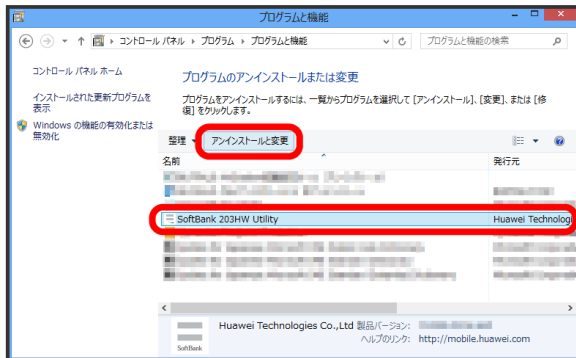 プログラムと機能
コントロール パネル ▸ プログラム ▸ プログラムと機能
プログラムと機能の検索
コントロール パネル ホーム
インストールされた更新プログラムを
表示
Windows の機能の有効化または
無効化
プログラムのアンインストールまたは変更
プログラムをアンインストールするには、一覧からプログラムを選択して [アンインストール]、[変更]、または [修
復] をクリックします。
整理 アンインストールと変更
名前 発行元
SoftBank 203HW Utility Huawei Technologi
Huawei Technologies Co.,Ltd 製品バージョン:
ヘルプのリンク: http://mobile.huawei.com
SoftBank